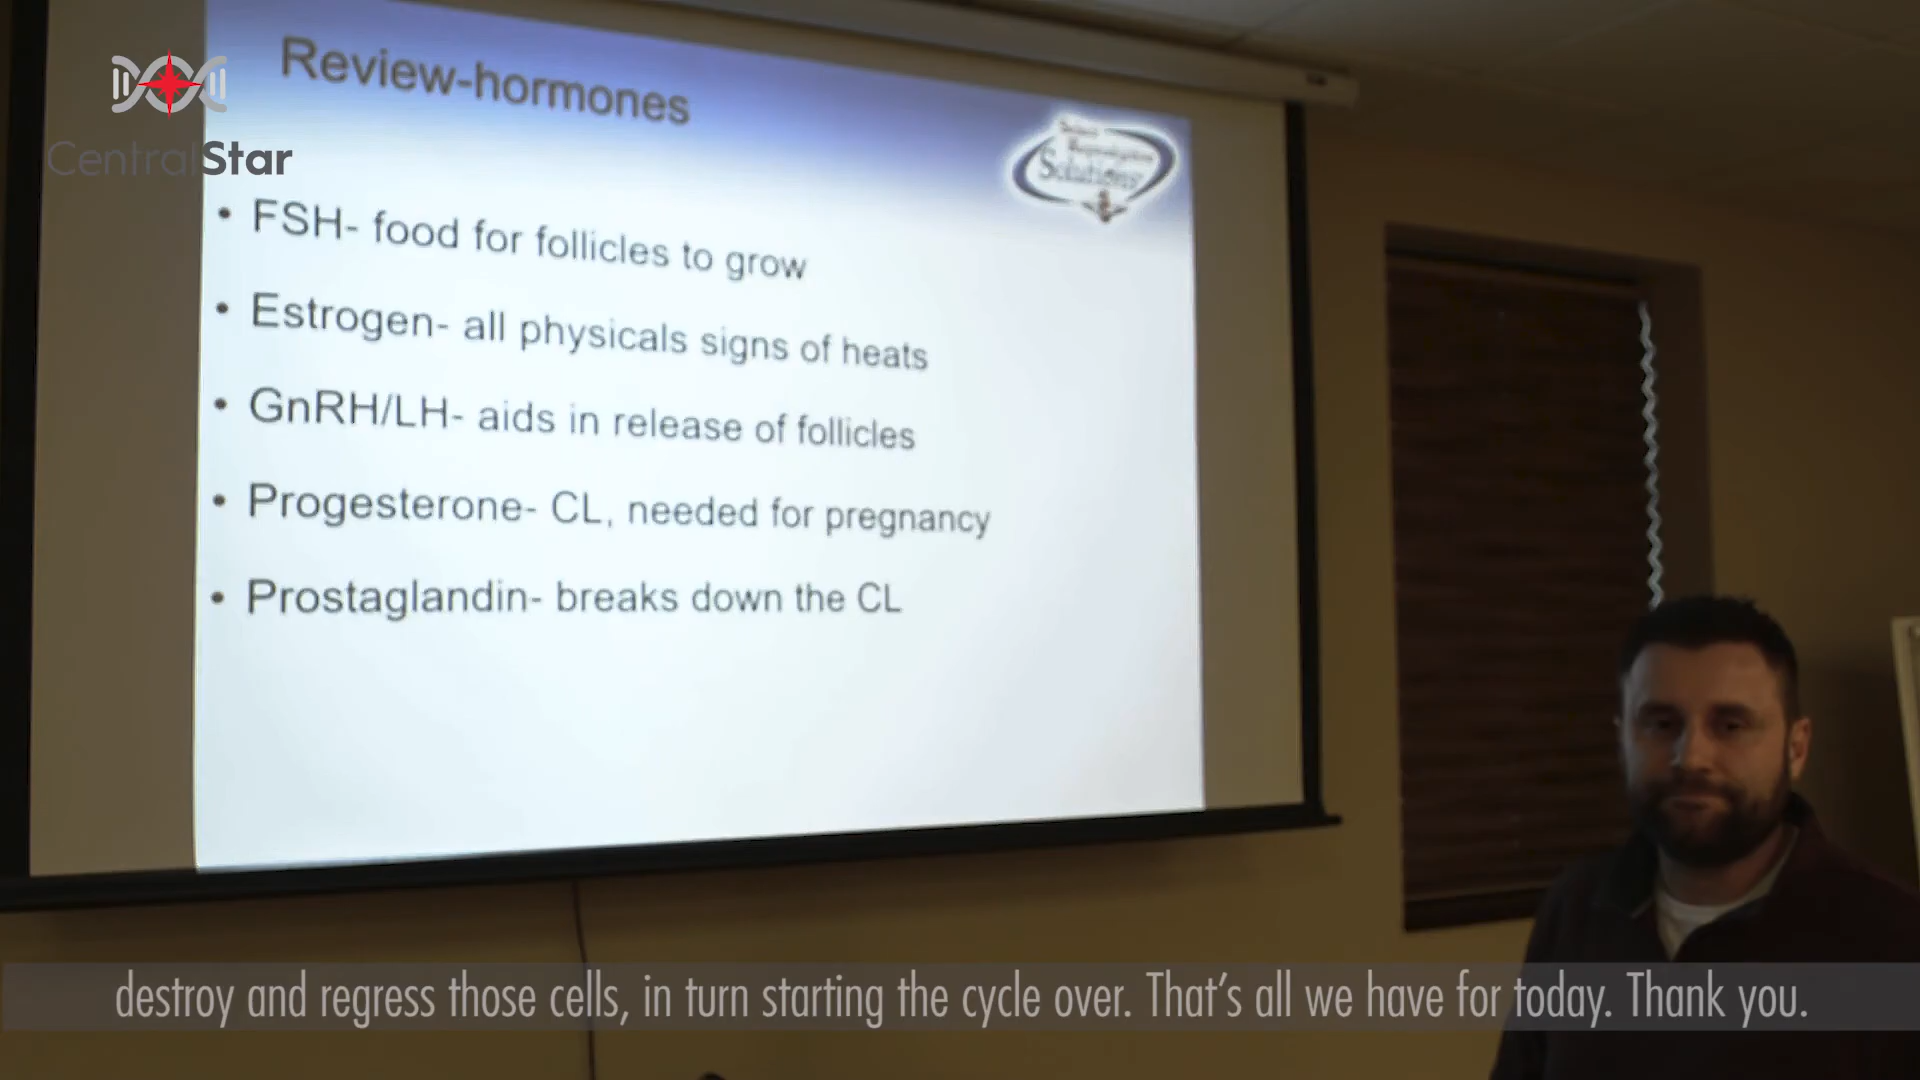 Review-hormones
CentralStar
Solutions
• FSH- food for follicles to grow
• Estrogen- all physicals signs of heats
• GnRH/LH- aids in release of follicles
• Progesterone- CL, needed for pregnancy
• Prostaglandin- breaks down the CL
destroy and regress those cells, in turn starting the cycle over. That's all we have for today. Thank you.